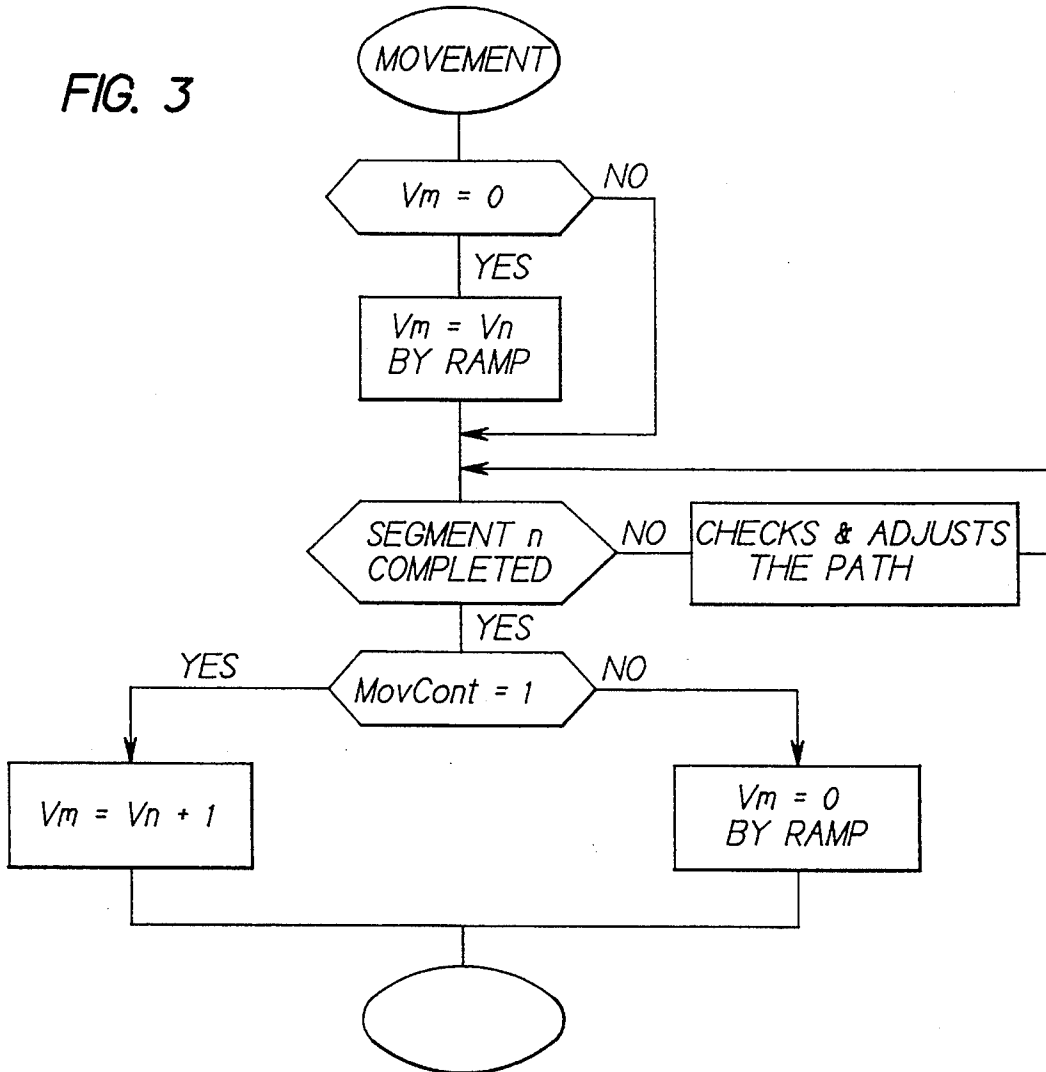 FIG. 3
MOVEMENT
Vm = 0
NO
YES
Vm = Vn
BY RAMP
SEGMENT n
COMPLETED
NO
CHECKS & ADJUSTS
THE PATH
YES
YES
MovCont = 1
NO
Vm = Vn + 1
Vm = 0
BY RAMP